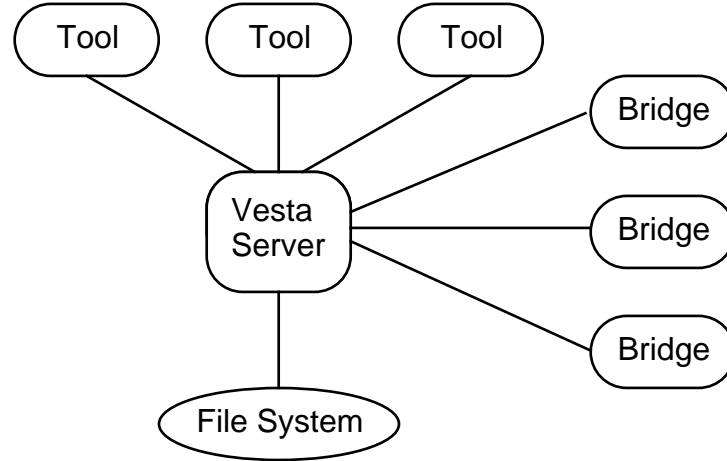 Tool
Tool
Tool
Bridge
Vesta
Server
Bridge
Bridge
File System